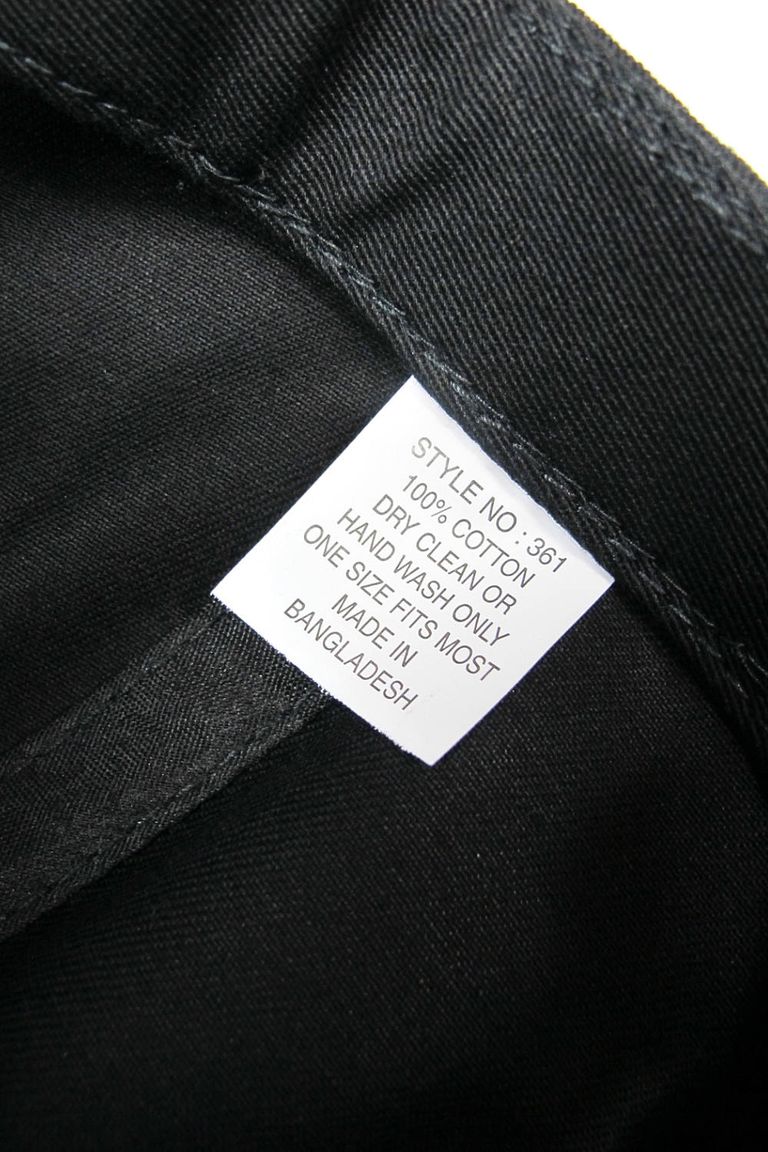 STYLE NO : 361
100% COTTON
DRY CLEAN OR
HAND WASH ONLY
ONE SIZE FITS MOST
MADE IN
BANGLADESH